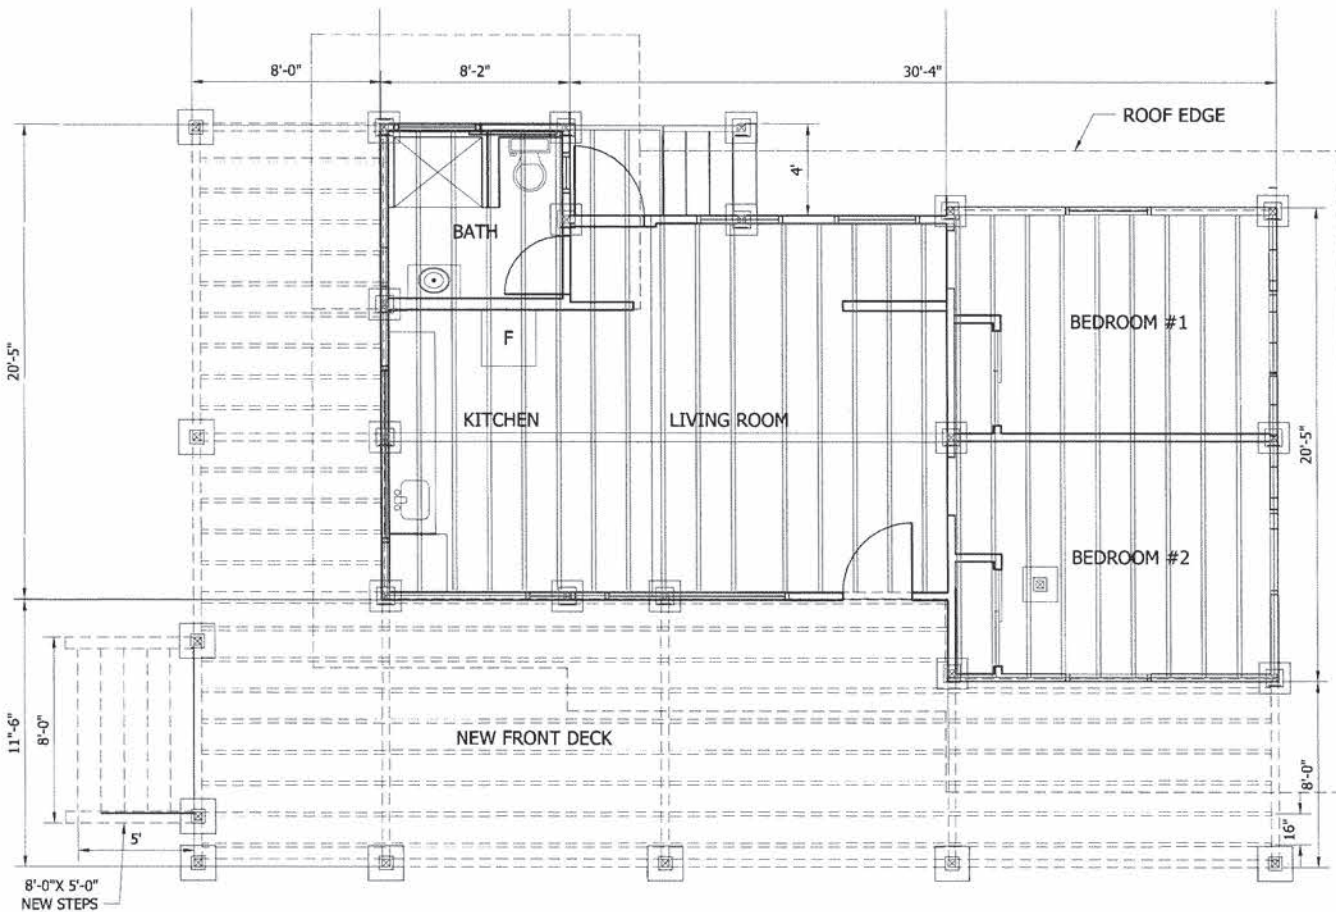 8'-0"
8'-2"
30'-4"
ROOF EDGE
4'
BATH
BEDROOM #1
F
20'-5"
KITCHEN
LIVING ROOM
20'-5"
BEDROOM #2
11"-6"
8'-0"
NEW FRONT DECK
8'-0"
16"
5'
8'-0"X 5'-0"
NEW STEPS